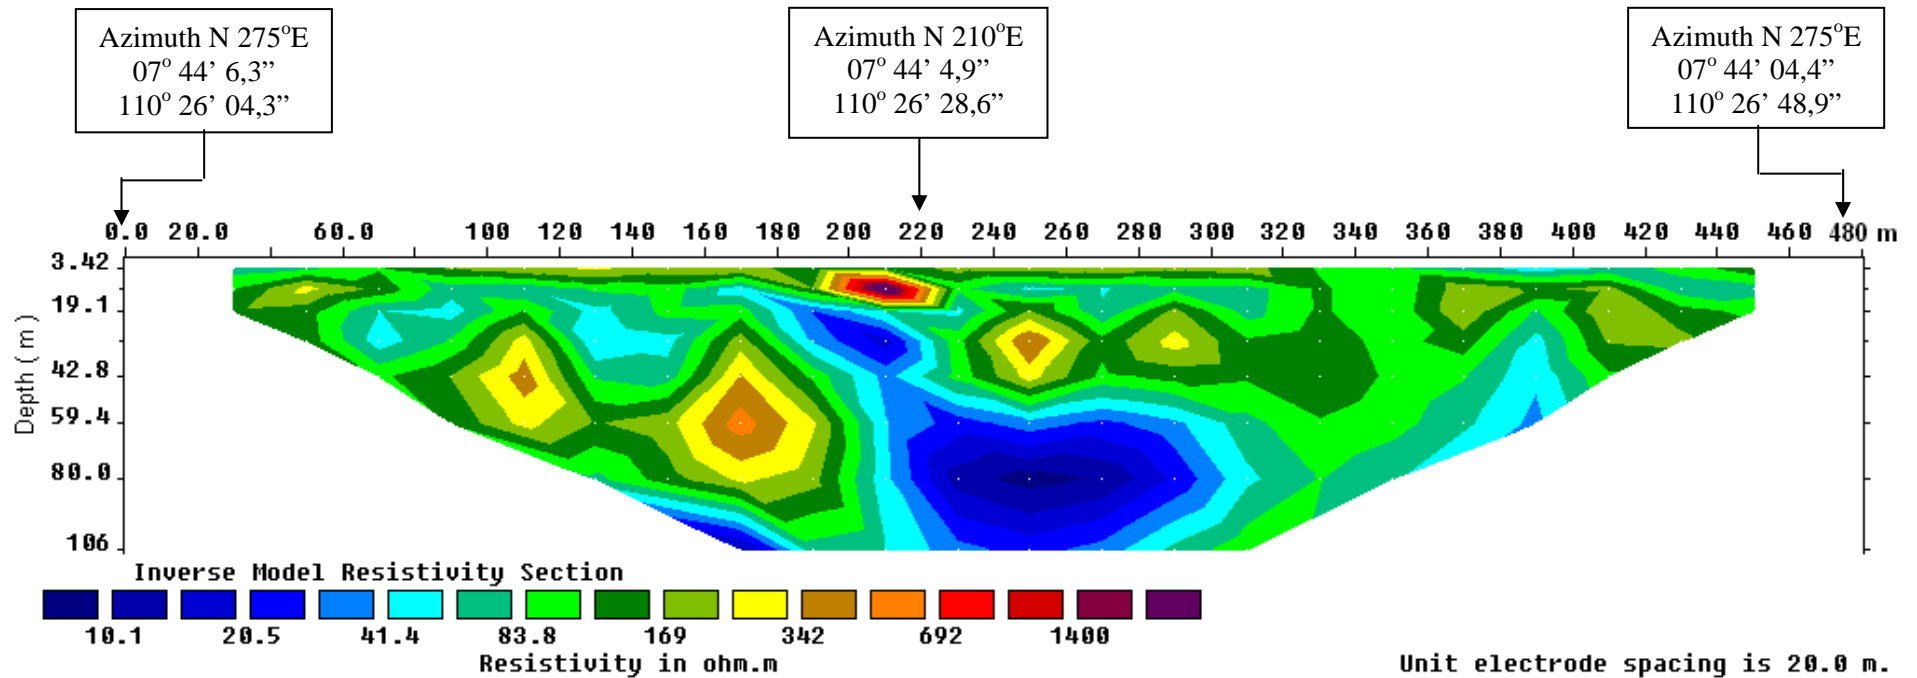 Azimuth N 275°E
07° 44’ 6,3”
110° 26’ 04,3”
Azimuth N 210°E
07° 44’ 4,9”
110° 26’ 28,6”
Azimuth N 275°E
07° 44’ 04,4”
110° 26’ 48,9”
0.0 20.0 60.0 100 120 140 160 180 200 220 240 260 280 300 320 340 360 380 400 420 440 460 480 m
Depth ( m )
3.42
19.1
42.8
59.4
80.0
106
Inverse Model Resistivity Section
10.1 20.5 41.4 83.8 169 342 692 1400
Resistivity in ohm.m
Unit electrode spacing is 20.0 m.